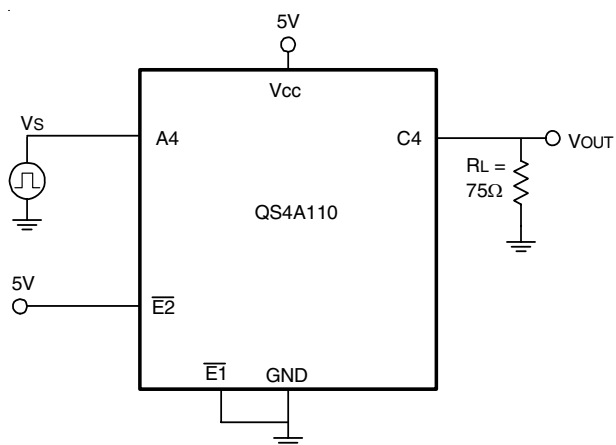 5V
Vcc
VS
A4
C4
VOUT
RL =
75Ω
QS4A110
5V
E2
E1
GND